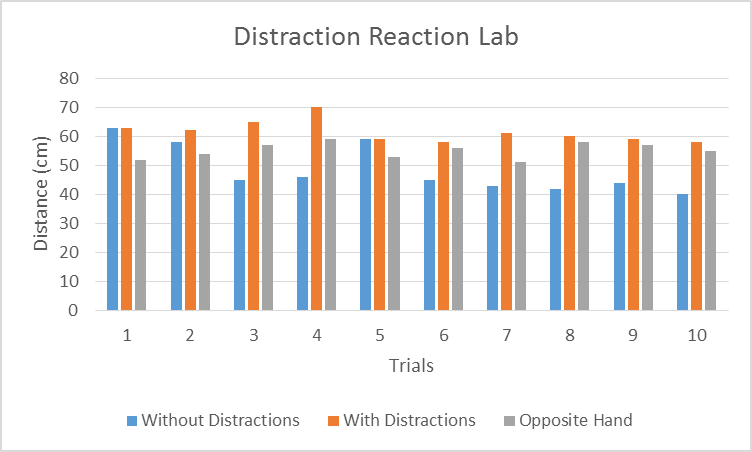 Distraction Reaction Lab
80
70
60
50
40
30
20
10
0
Distance (cm)
1 2 3 4 5 6 7 8 9 10
Trials
Without Distractions With Distractions Opposite Hand